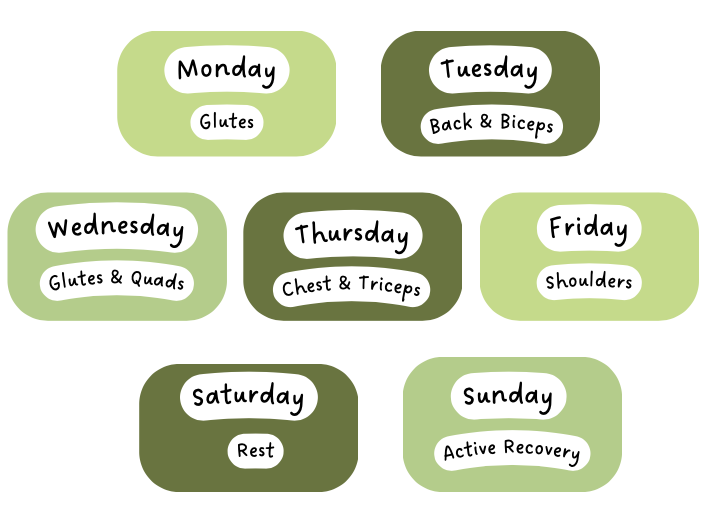 Monday
Glutes
Tuesday
Back & Biceps
Wednesday
Glutes & Quads
Thursday
Chest & Triceps
Friday
Shoulders
Saturday
Rest
Sunday
Active Recovery